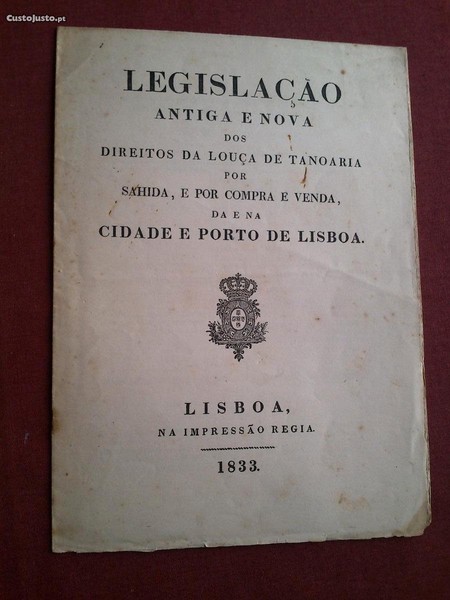 CustoJusto.pt
LEGISLAÇÃO
ANTIGA E NOVA
DOS
DIREITOS DA LOUÇA DE TANOARIA
POR
SAHIDA, E POR COMPRA E VENDA,
DA E NA
CIDADE E PORTO DE LISBOA.
LISBOA,
NA IMPRESSÃO REGIA.
1833.